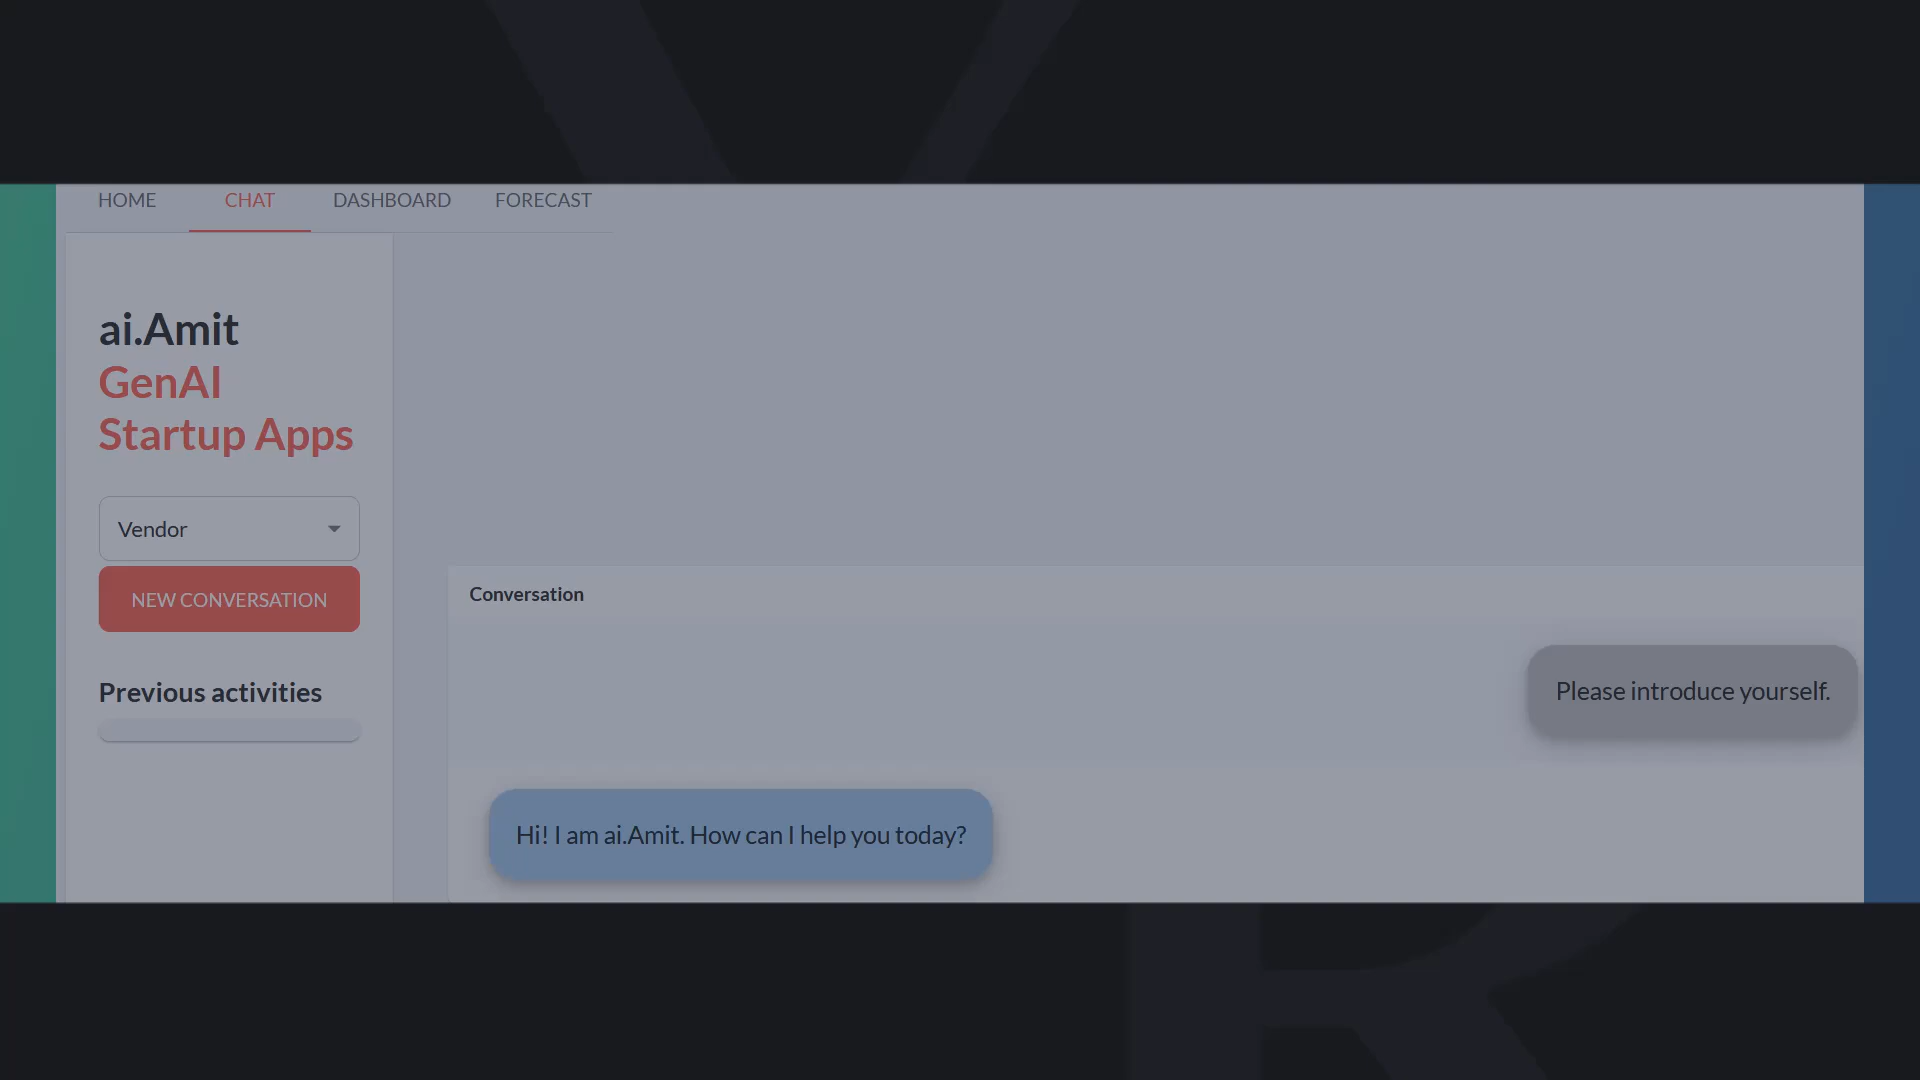 HOME CHAT DASHBOARD FORECAST
ai.Amit
GenAI
Startup Apps
Vendor
NEW CONVERSATION
Previous activities
Conversation
Please introduce yourself.
Hi! I am ai.Amit. How can I help you today?